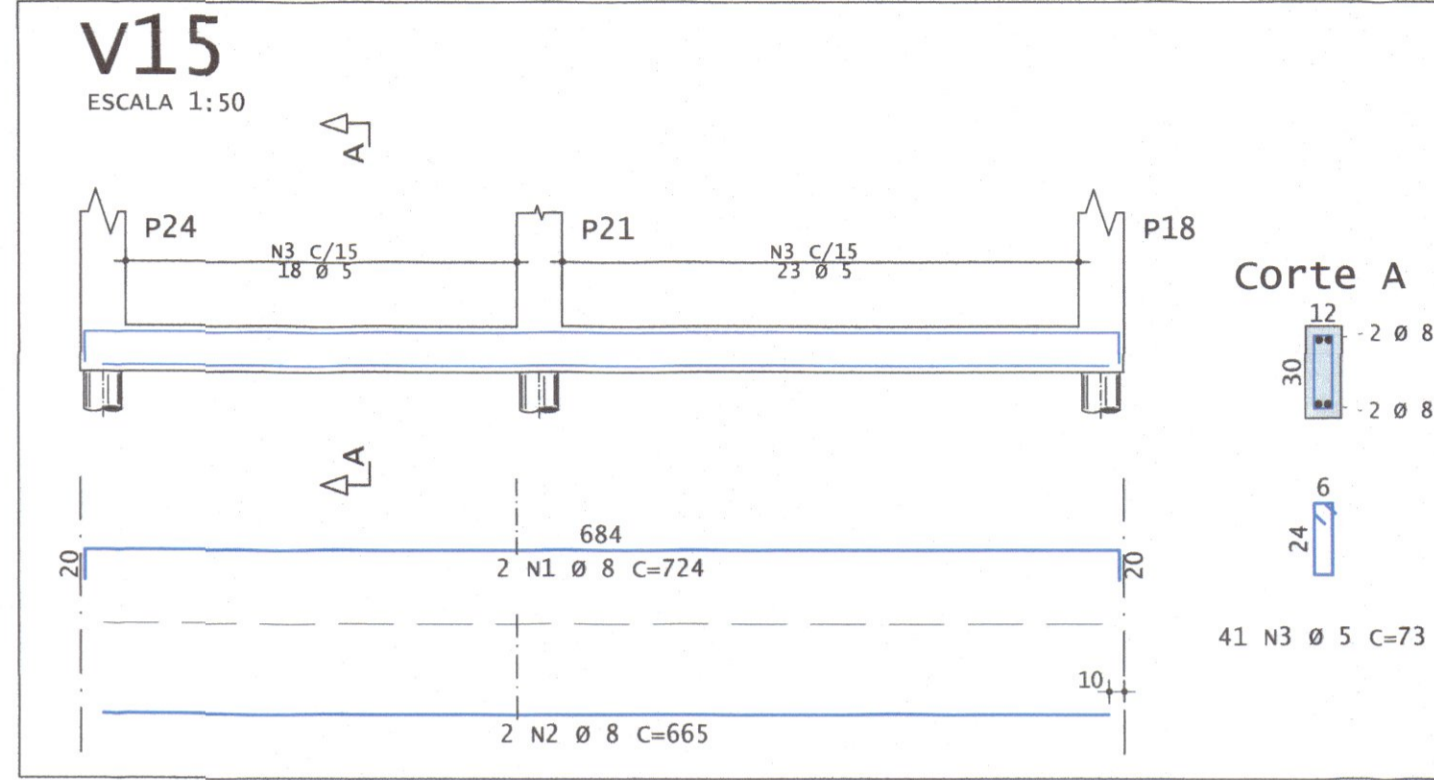 V15
ESCALA 1:50
A
P24
P21
P18
N3 C/15
18 Ø 5
N3 C/15
23 Ø 5
Corte A
12
30
2 Ø 8
2 Ø 8
A
684
20
20
2 N1 Ø 8 C=724
6
24
41 N3 Ø 5 C=73
10
2 N2 Ø 8 C=665